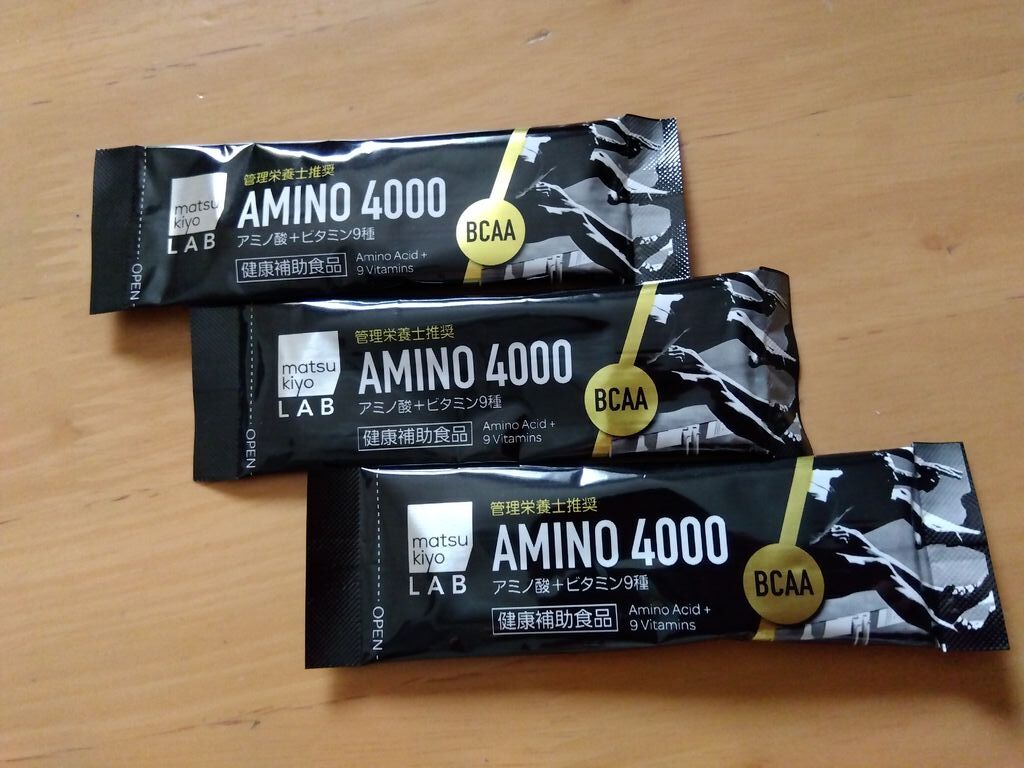 管理栄養士推奨
matsu
kiyo
LAB
AMINO 4000
アミノ酸+ビタミン9種
健康補助食品
Amino Acid +
9 Vitamins
BCAA
OPEN
管理栄養士推奨
matsu
kiyo
LAB
AMINO 4000
アミノ酸+ビタミン9種
健康補助食品
Amino Acid +
9 Vitamins
BCAA
OPEN
管理栄養士推奨
matsu
kiyo
LAB
AMINO 4000
アミノ酸+ビタミン9種
健康補助食品
Amino Acid +
9 Vitamins
BCAA
OPEN